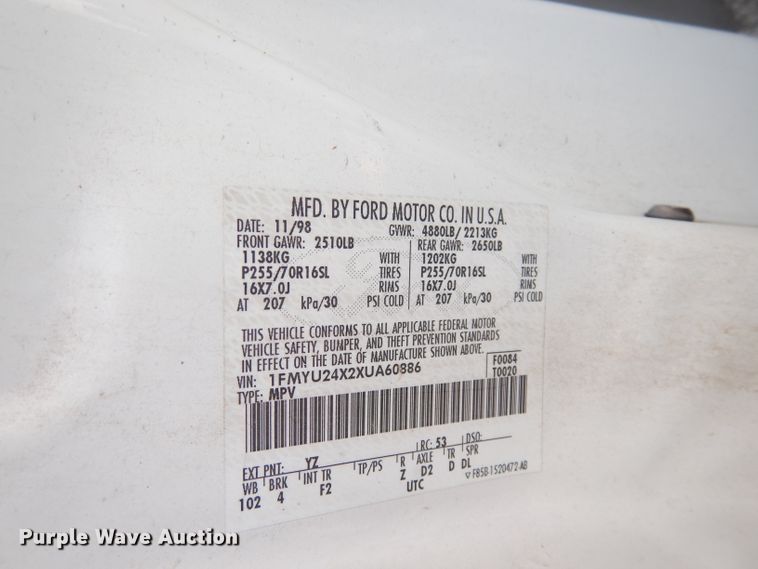 MFD. BY FORD MOTOR CO. IN U.S.A.
DATE: 11/98 GVWR: 4880LB/ 2213KG
FRONT GAWR: 2510LB REAR GAWR: 2650LB
1138KG WITH 1202KG WITH
P255/70R16SL TIRES P255/70R16SL TIRES
16X7.0J RIMS 16X7.0J RIMS
AT 207 kPa/30 PSI COLD AT 207 kPa/30 PSI COLD
THIS VEHICLE CONFORMS TO ALL APPLICABLE FEDERAL MOTOR
VEHICLE SAFETY, BUMPER, AND THEFT PREVENTION STANDARDS
IN EFFECT ON THE DATE OF MANUFACTURE SHOWN ABOVE.
VIN: 1FMYU24X2XUA60886 F0084
TYPE: MPV T0020
EXT PNT: YZ RC: 53 DSO:
WB BRK INT TR TP/PS R AXLE TR SPR
102 4 F2 Z D2 D DL
UTC ▽ F85B-1520472-AB
Purple Wave Auction
Purple Wave Auction